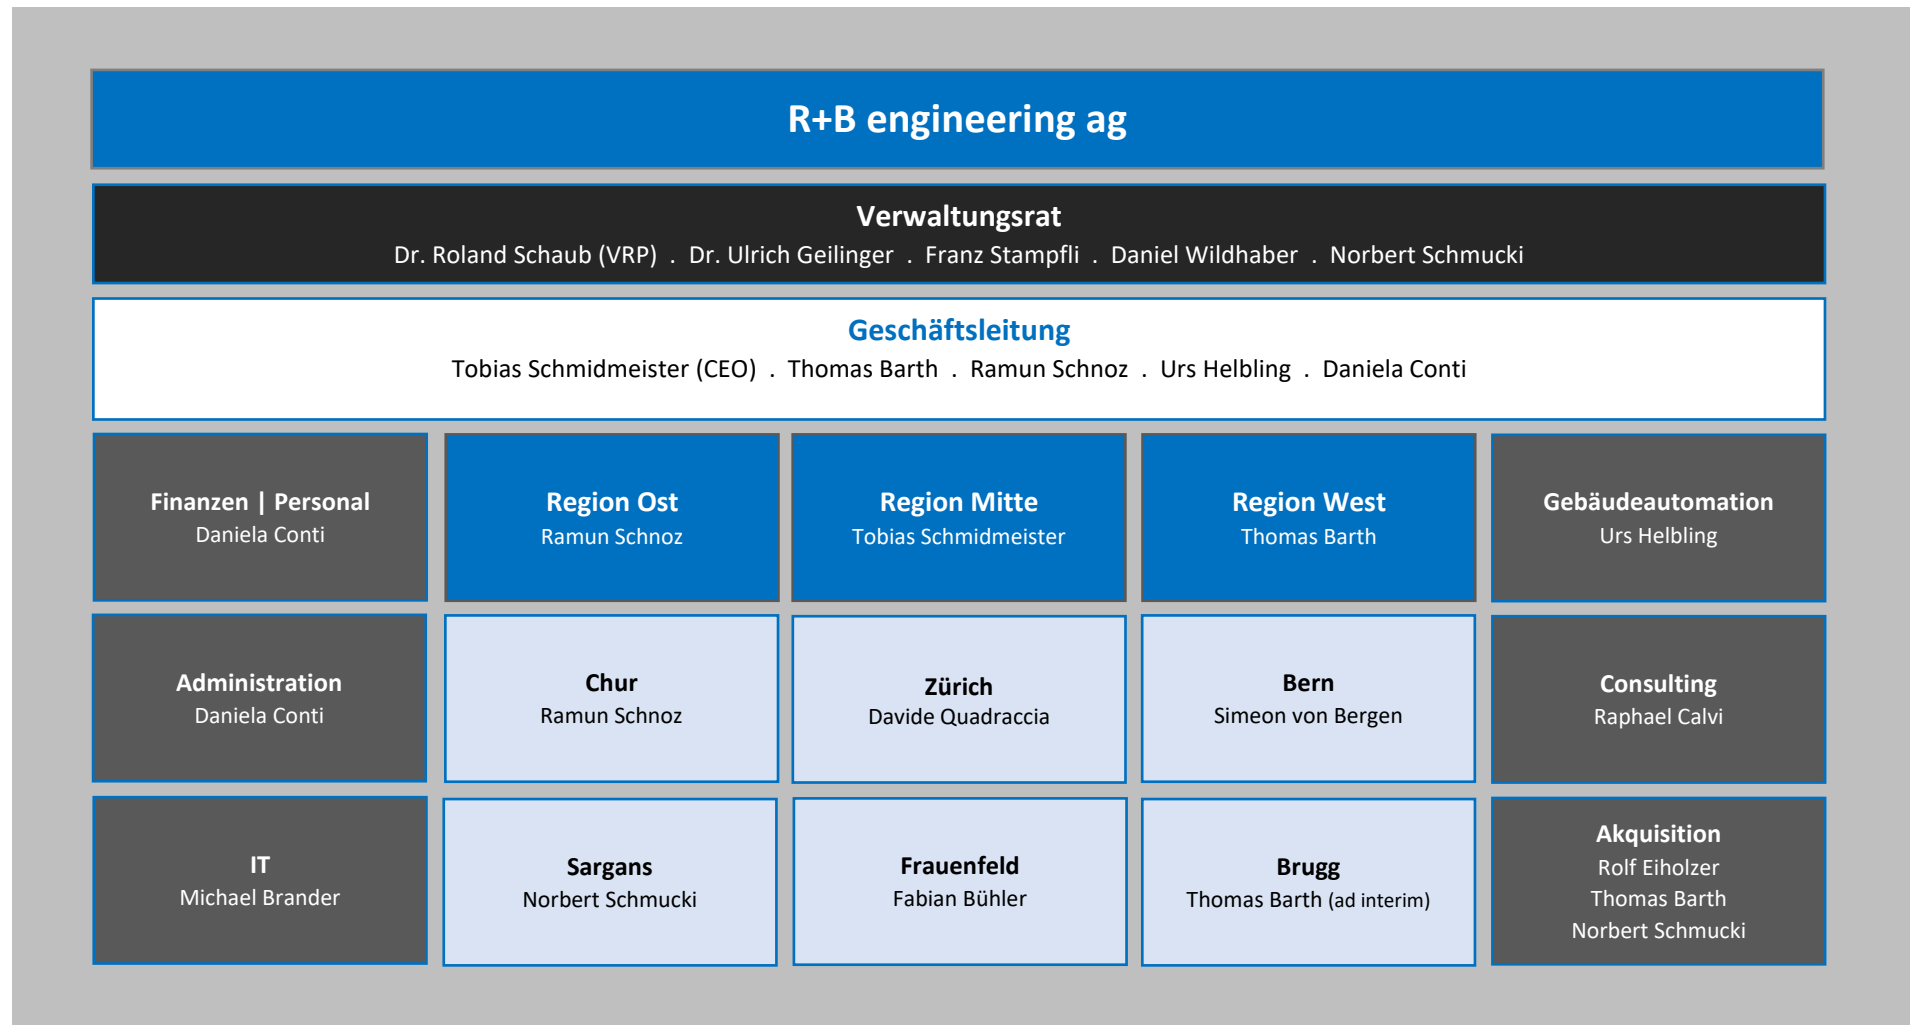 R+B engineering ag
Verwaltungsrat
Dr. Roland Schaub (VRP) . Dr. Ulrich Geilinger . Franz Stampfli . Daniel Wildhaber . Norbert Schmucki
Geschäftsleitung
Tobias Schmidmeister (CEO) . Thomas Barth . Ramun Schnoz . Urs Helbling . Daniela Conti
Finanzen | Personal
Daniela Conti
Region Ost
Ramun Schnoz
Region Mitte
Tobias Schmidmeister
Region West
Thomas Barth
Gebäudeautomation
Urs Helbling
Administration
Daniela Conti
Chur
Ramun Schnoz
Zürich
Davide Quadraccia
Bern
Simeon von Bergen
Consulting
Raphael Calvi
IT
Michael Brander
Sargans
Norbert Schmucki
Frauenfeld
Fabian Bühler
Brugg
Thomas Barth (ad interim)
Akquisition
Rolf Eiholzer
Thomas Barth
Norbert Schmucki